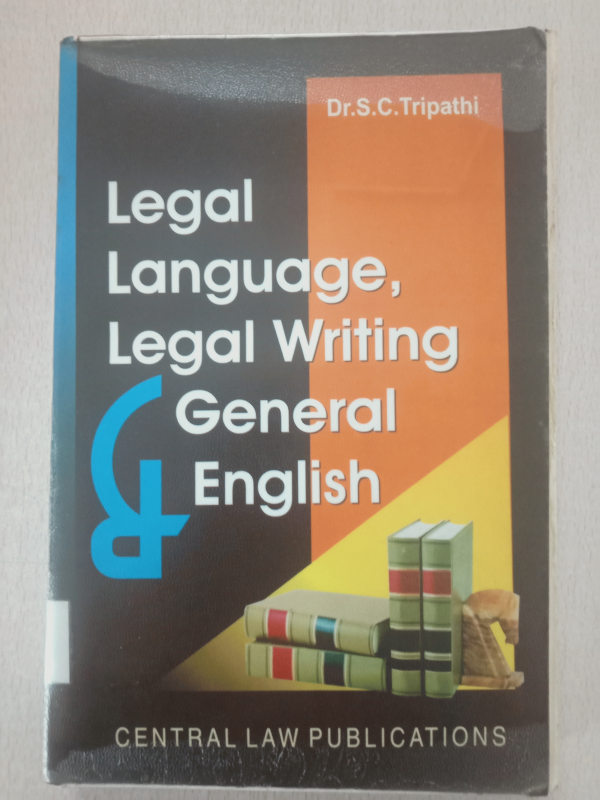 Dr.S.C.Tripathi
Legal
Language,
Legal Writing
& General
English
CENTRAL LAW PUBLICATIONS